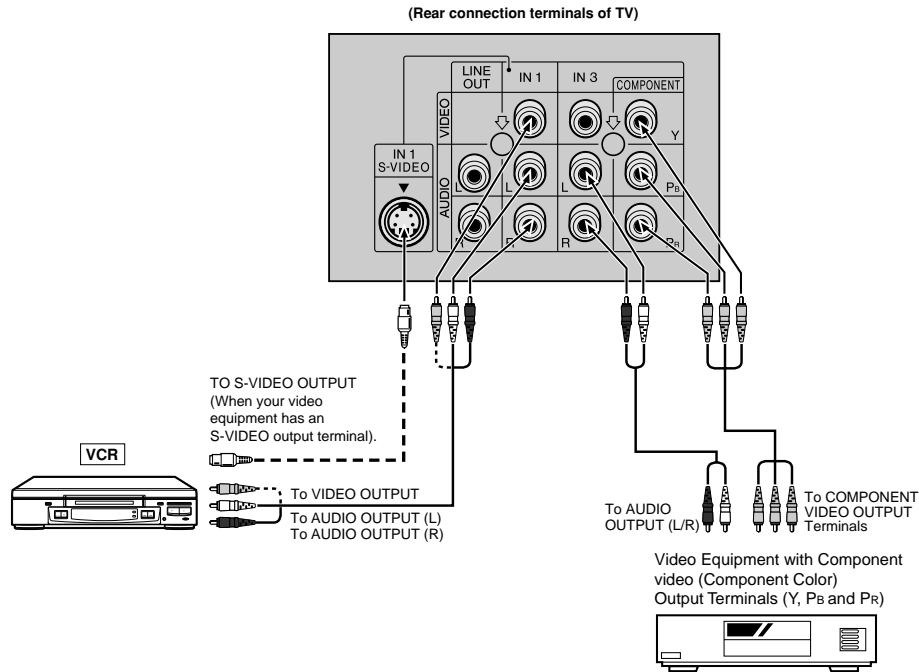 (Rear connection terminals of TV)
LINE
OUT
IN 1
IN 3
COMPONENT
VIDEO
Y
IN 1
S-VIDEO
AUDIO
L
L
L
PB
R
R
R
PR
TO S-VIDEO OUTPUT
(When your video
equipment has an
S-VIDEO output terminal).
VCR
To VIDEO OUTPUT
To AUDIO OUTPUT (L)
To AUDIO OUTPUT (R)
To AUDIO
OUTPUT (L/R)
To COMPONENT
VIDEO OUTPUT
Terminals
Video Equipment with Component
video (Component Color)
Output Terminals (Y, PB and PR)